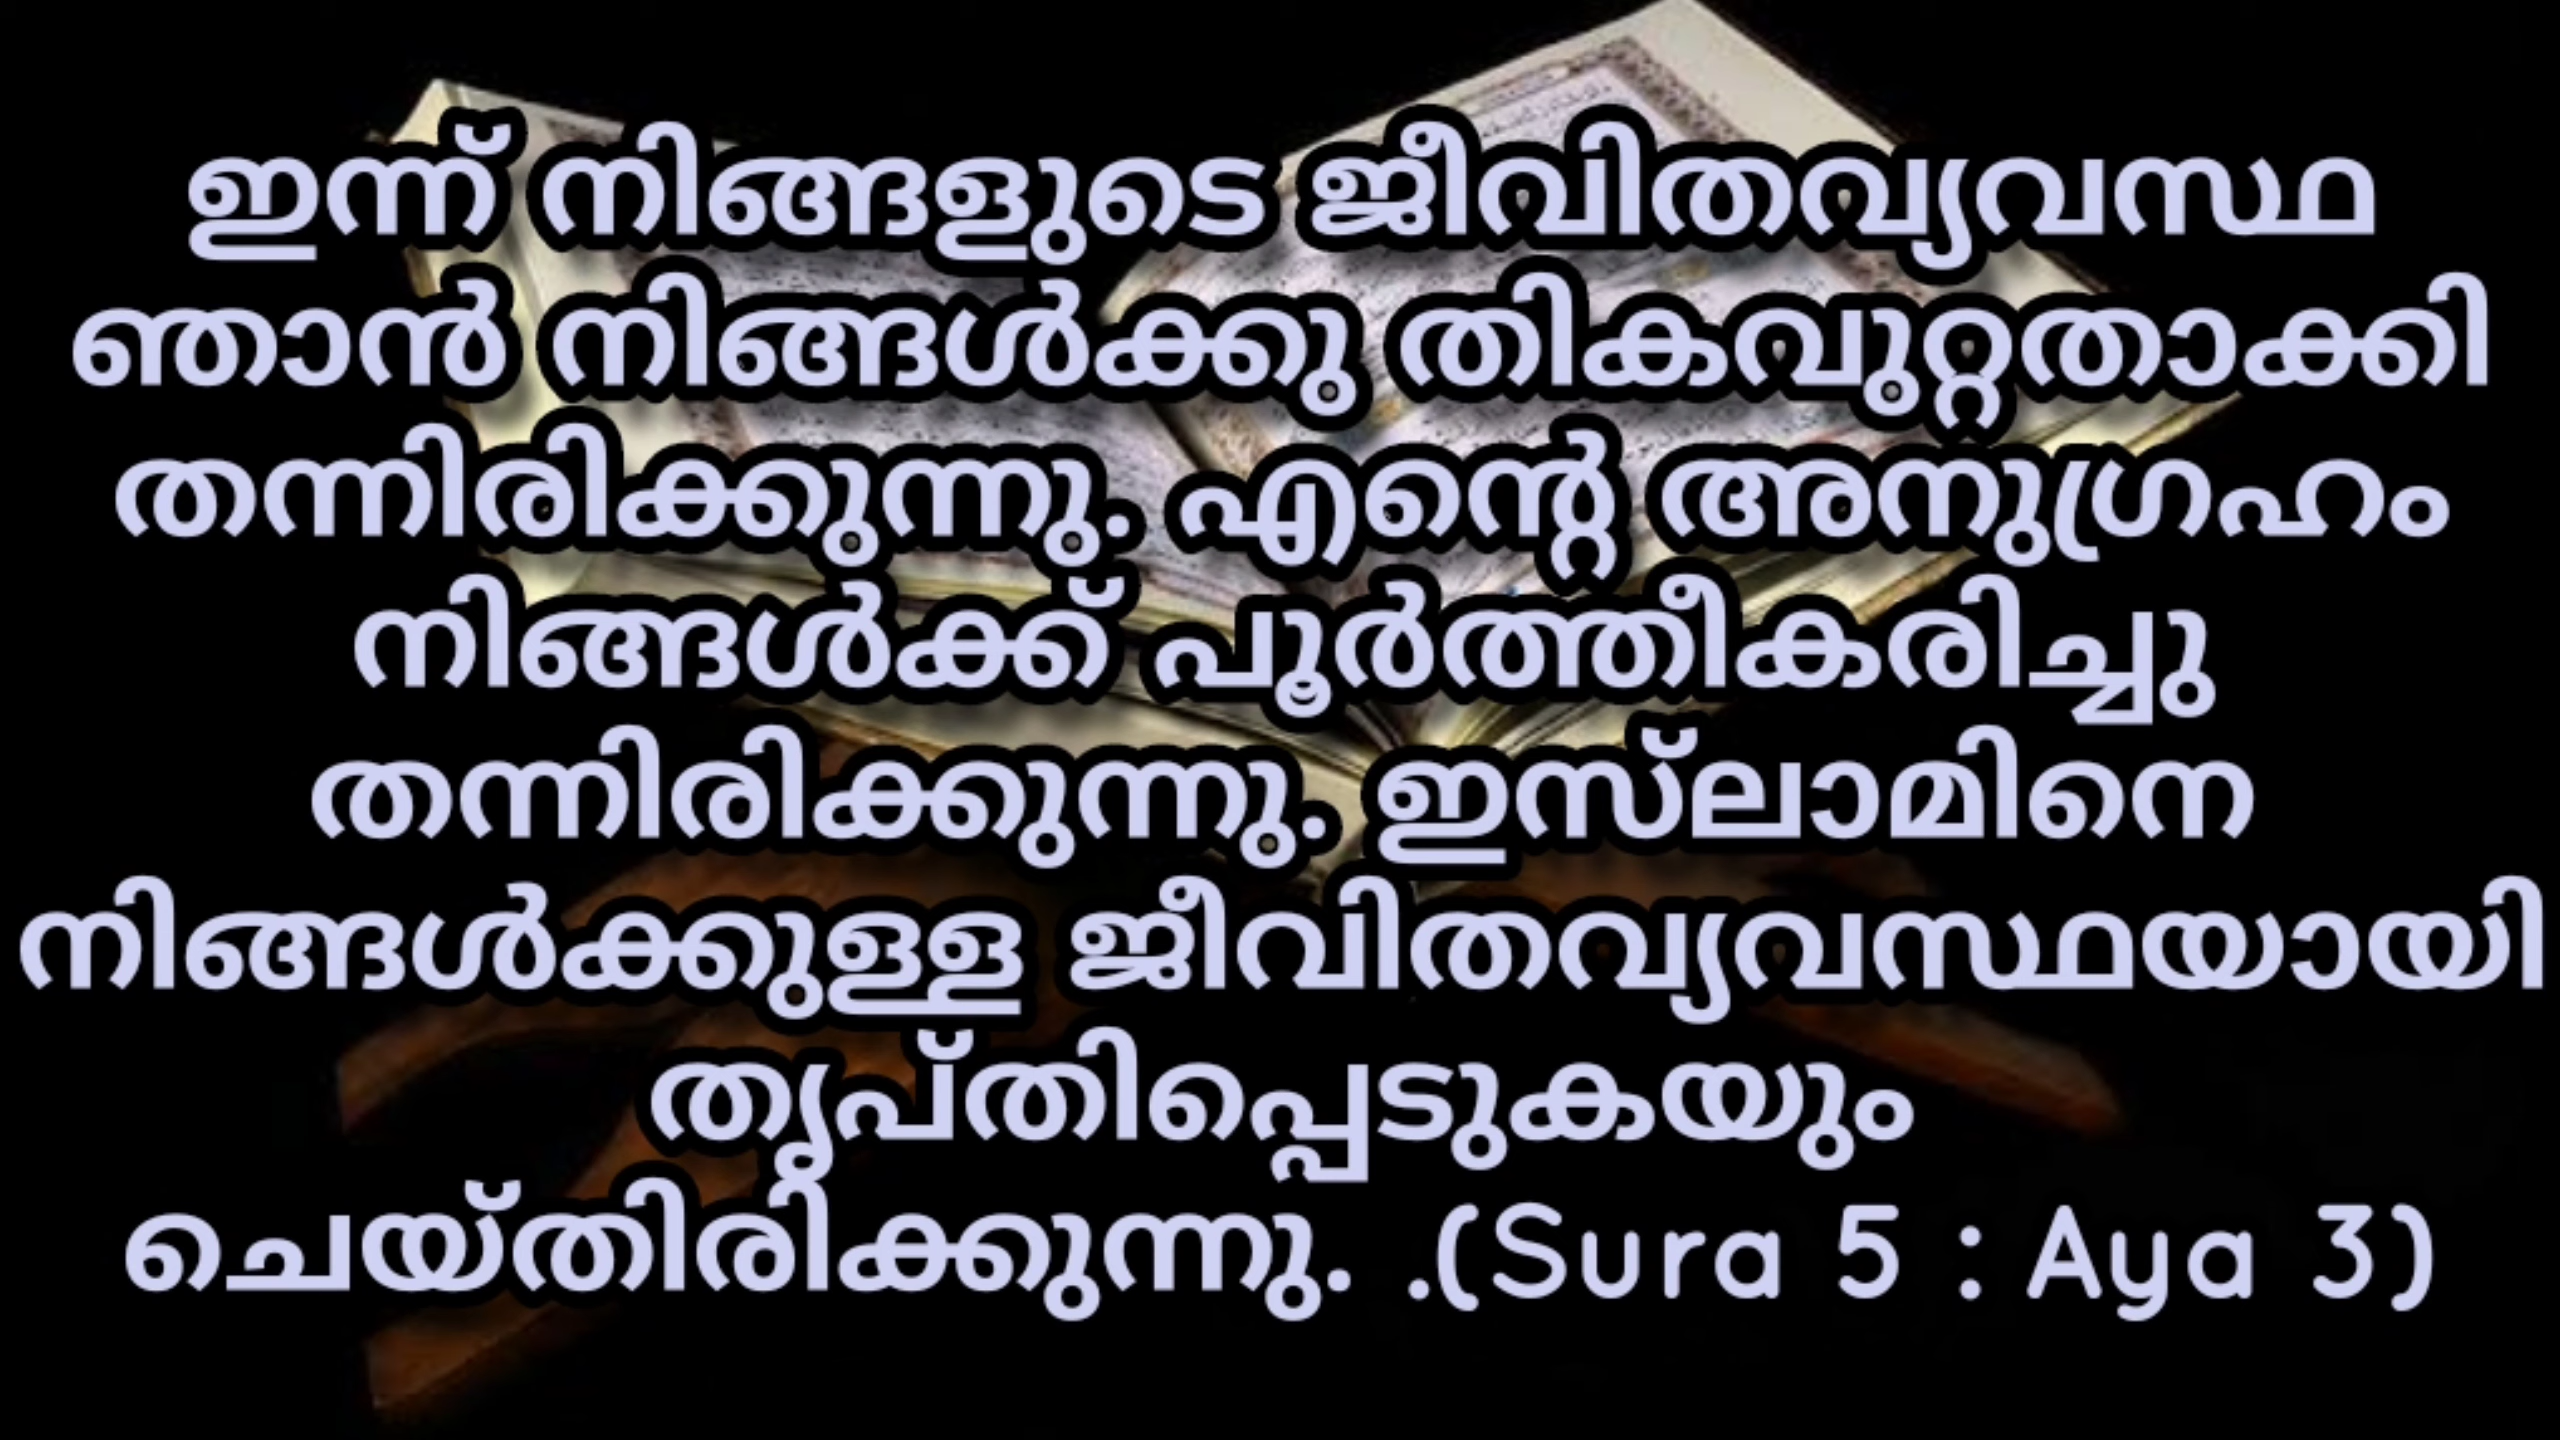 ഇന്ന് നിങ്ങളുടെ ജീവിതവ്യവസ്ഥ
ഞാൻ നിങ്ങൾക്കു തികവുറ്റതാക്കി
തന്നിരിക്കുന്നു. എന്റെ അനുഗ്രഹം
നിങ്ങൾക്ക് പൂർത്തീകരിച്ചു
തന്നിരിക്കുന്നു. ഇസ്‌ലാമിനെ
നിങ്ങൾക്കുള്ള ജീവിതവ്യവസ്ഥയായി
തൃപ്തിപ്പെടുകയും
ചെയ്തിരിക്കുന്നു. .(Sura 5 : Aya 3)